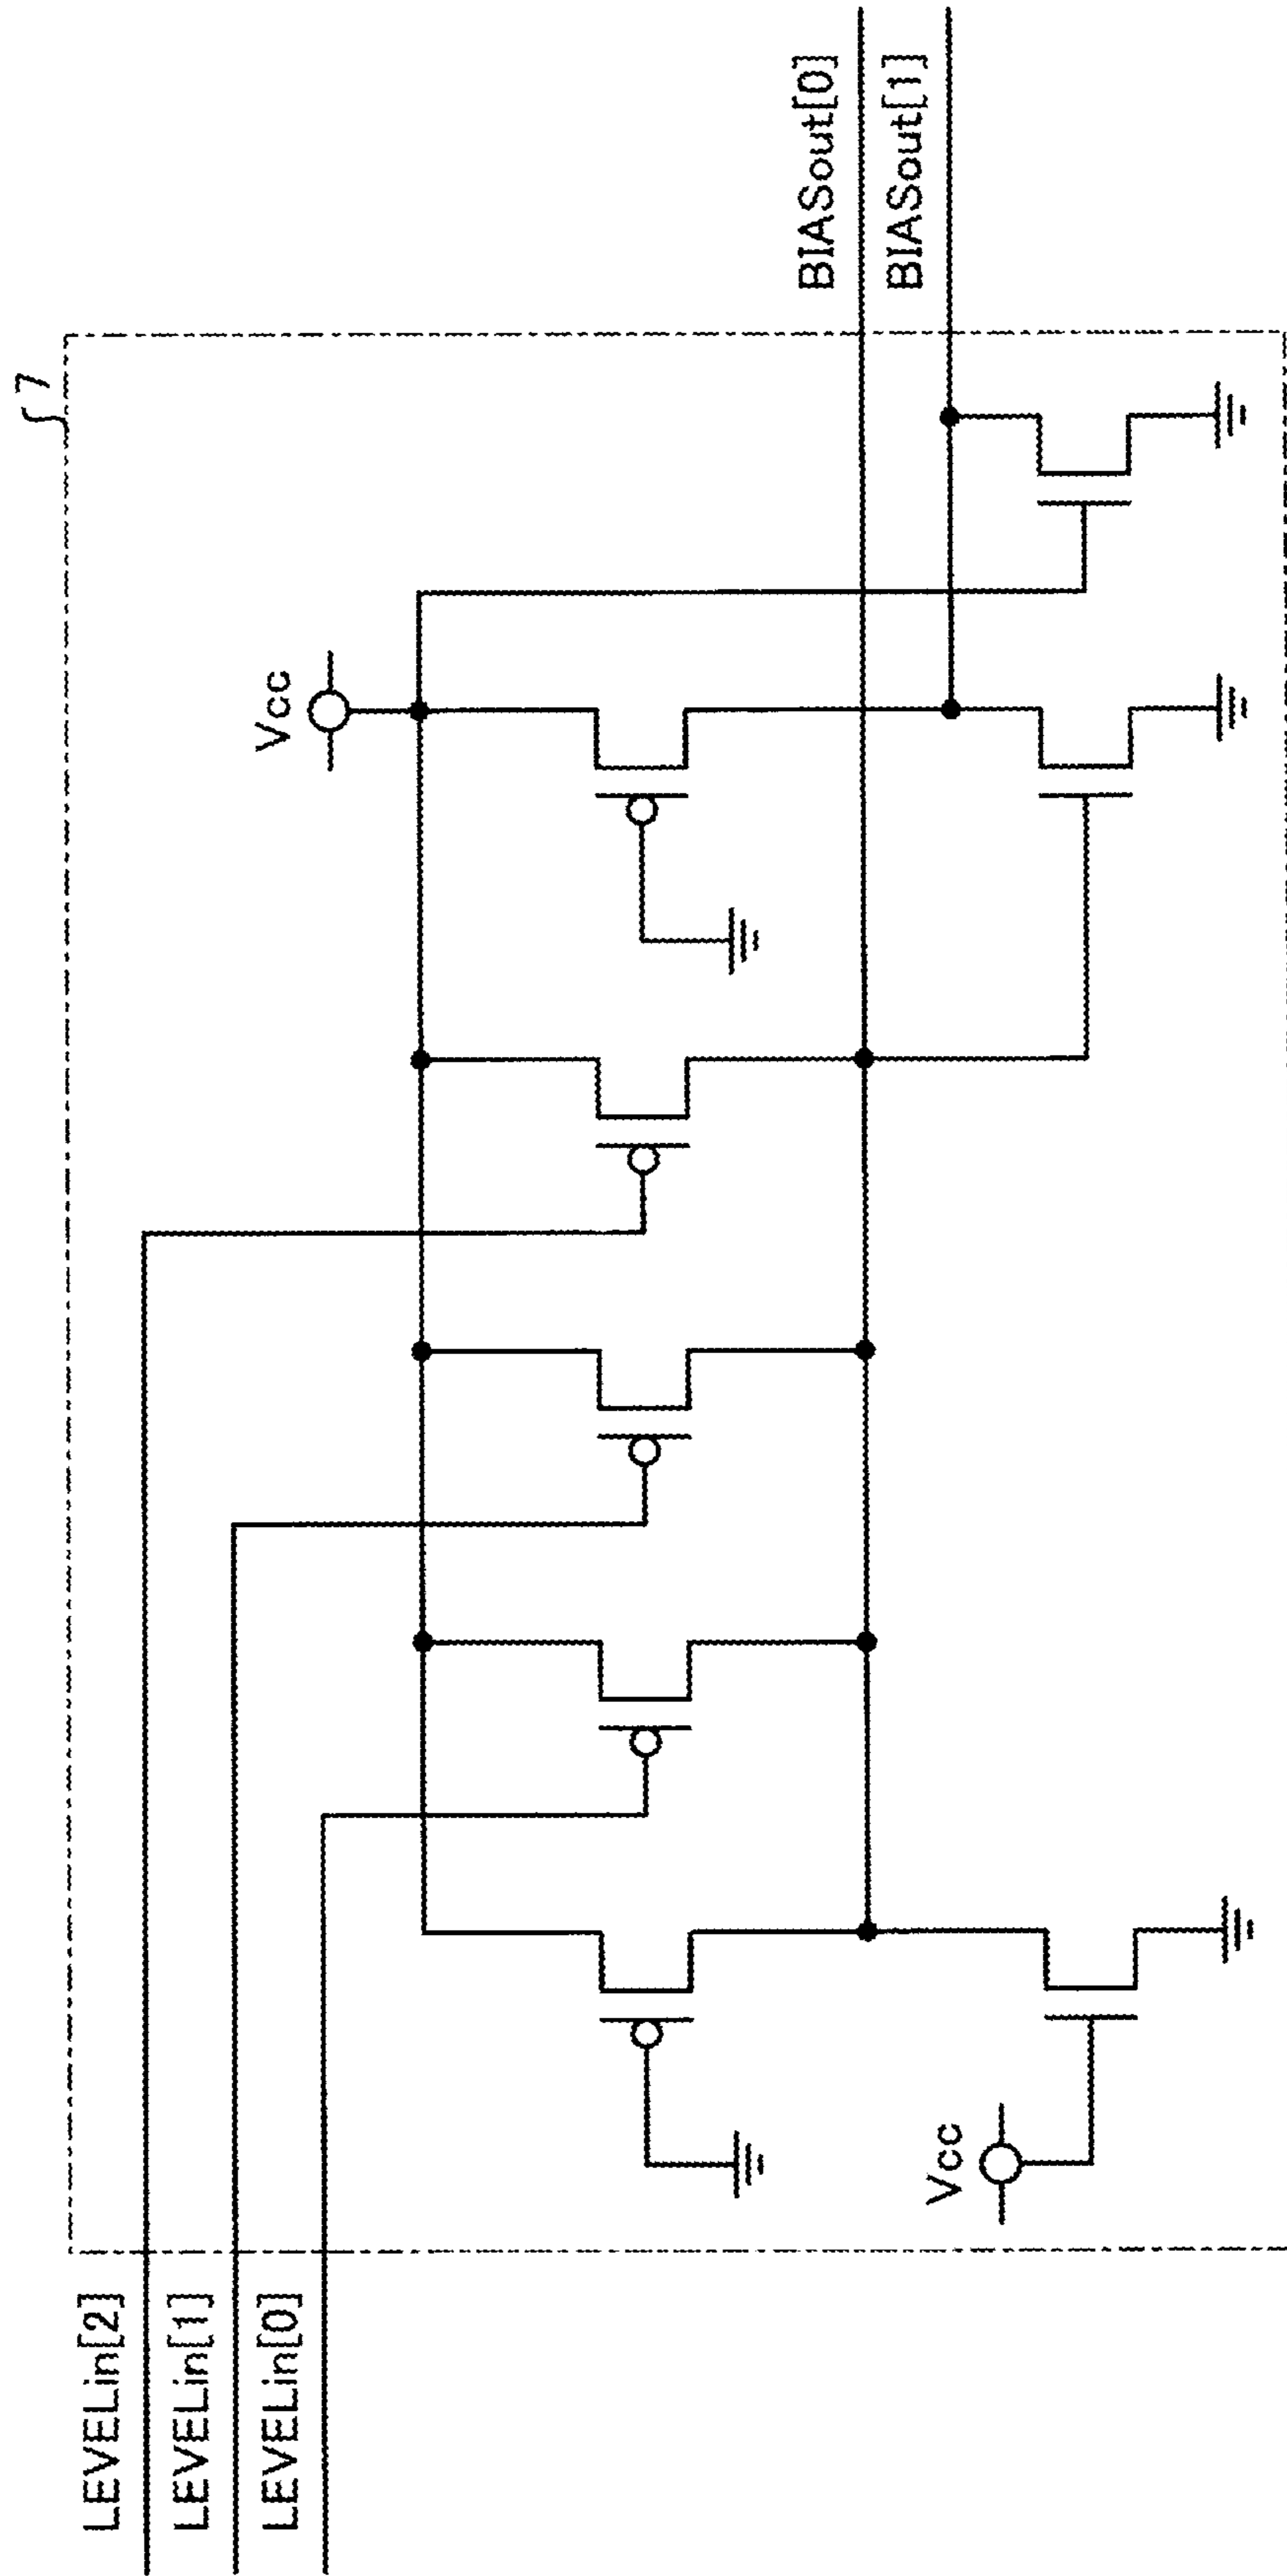 LEVELin[2]
LEVELin[1]
LEVELin[0]
Vcc
Vcc
7
BIASout[0]
BIASout[1]